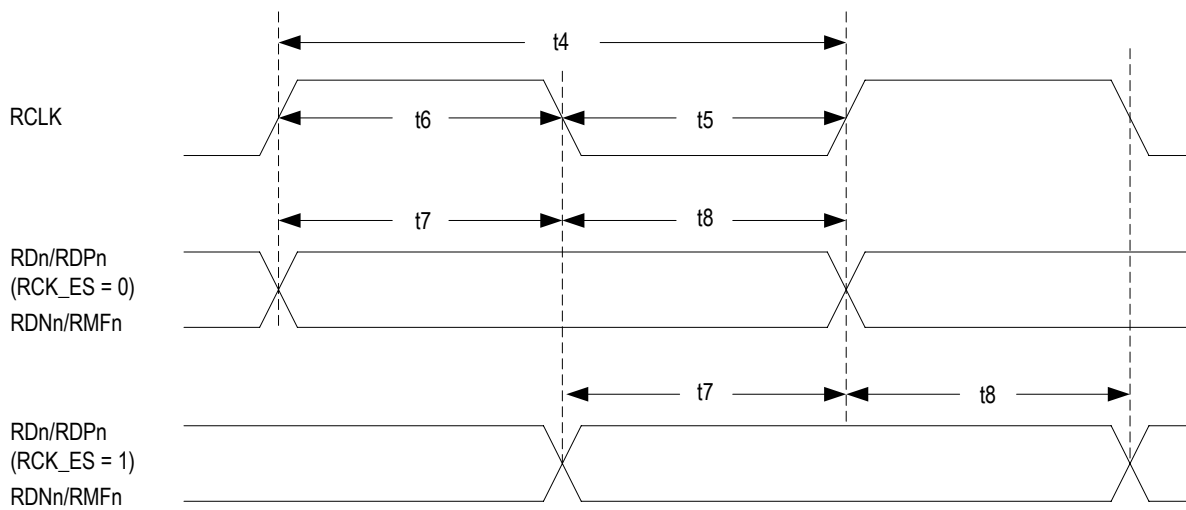 t4
RCLK
t6
t5
t7
t8
RDn/RDPn
(RCK_ES = 0)
RDNn/RMFn
t7
t8
RDn/RDPn
(RCK_ES = 1)
RDNn/RMFn